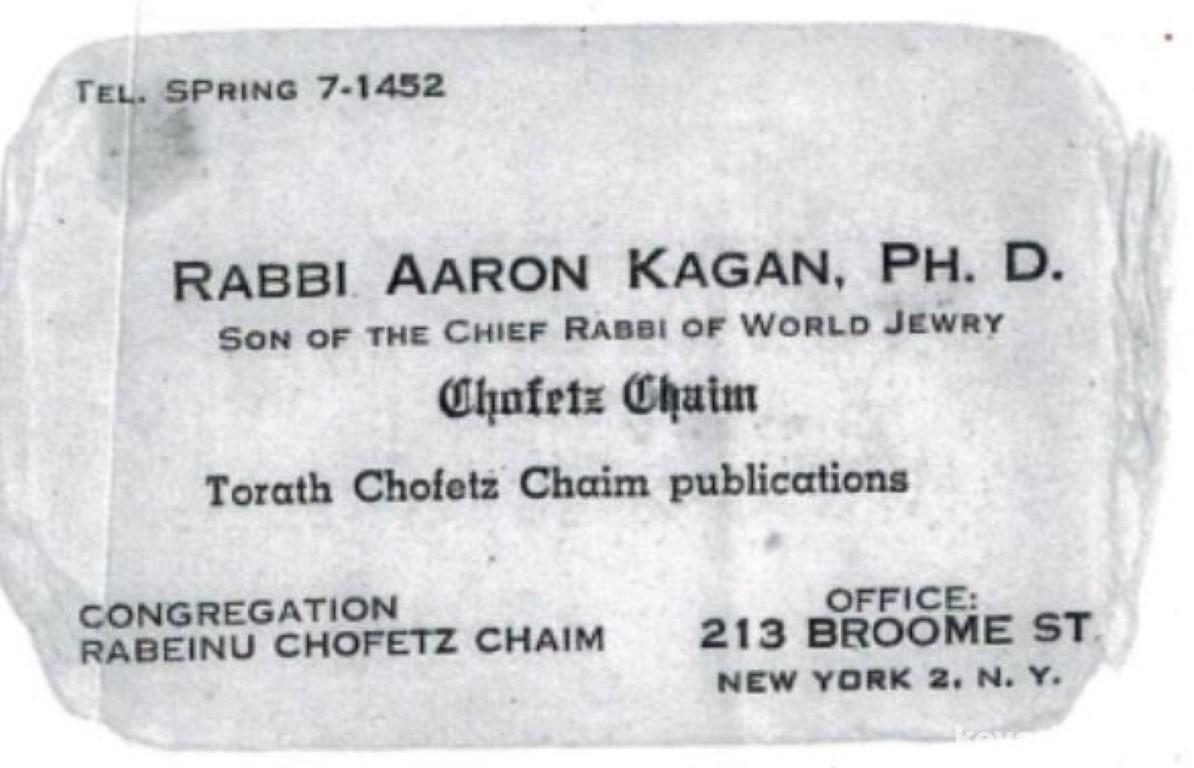 TEL. SPRING 7-1452
RABBI AARON KAGAN, PH. D.
SON OF THE CHIEF RABBI OF WORLD JEWRY
Chofetz Chaim
Torath Chofetz Chaim publications
CONGREGATION
RABEINU CHOFETZ CHAIM
OFFICE:
213 BROOME ST
NEW YORK 2. N. Y.